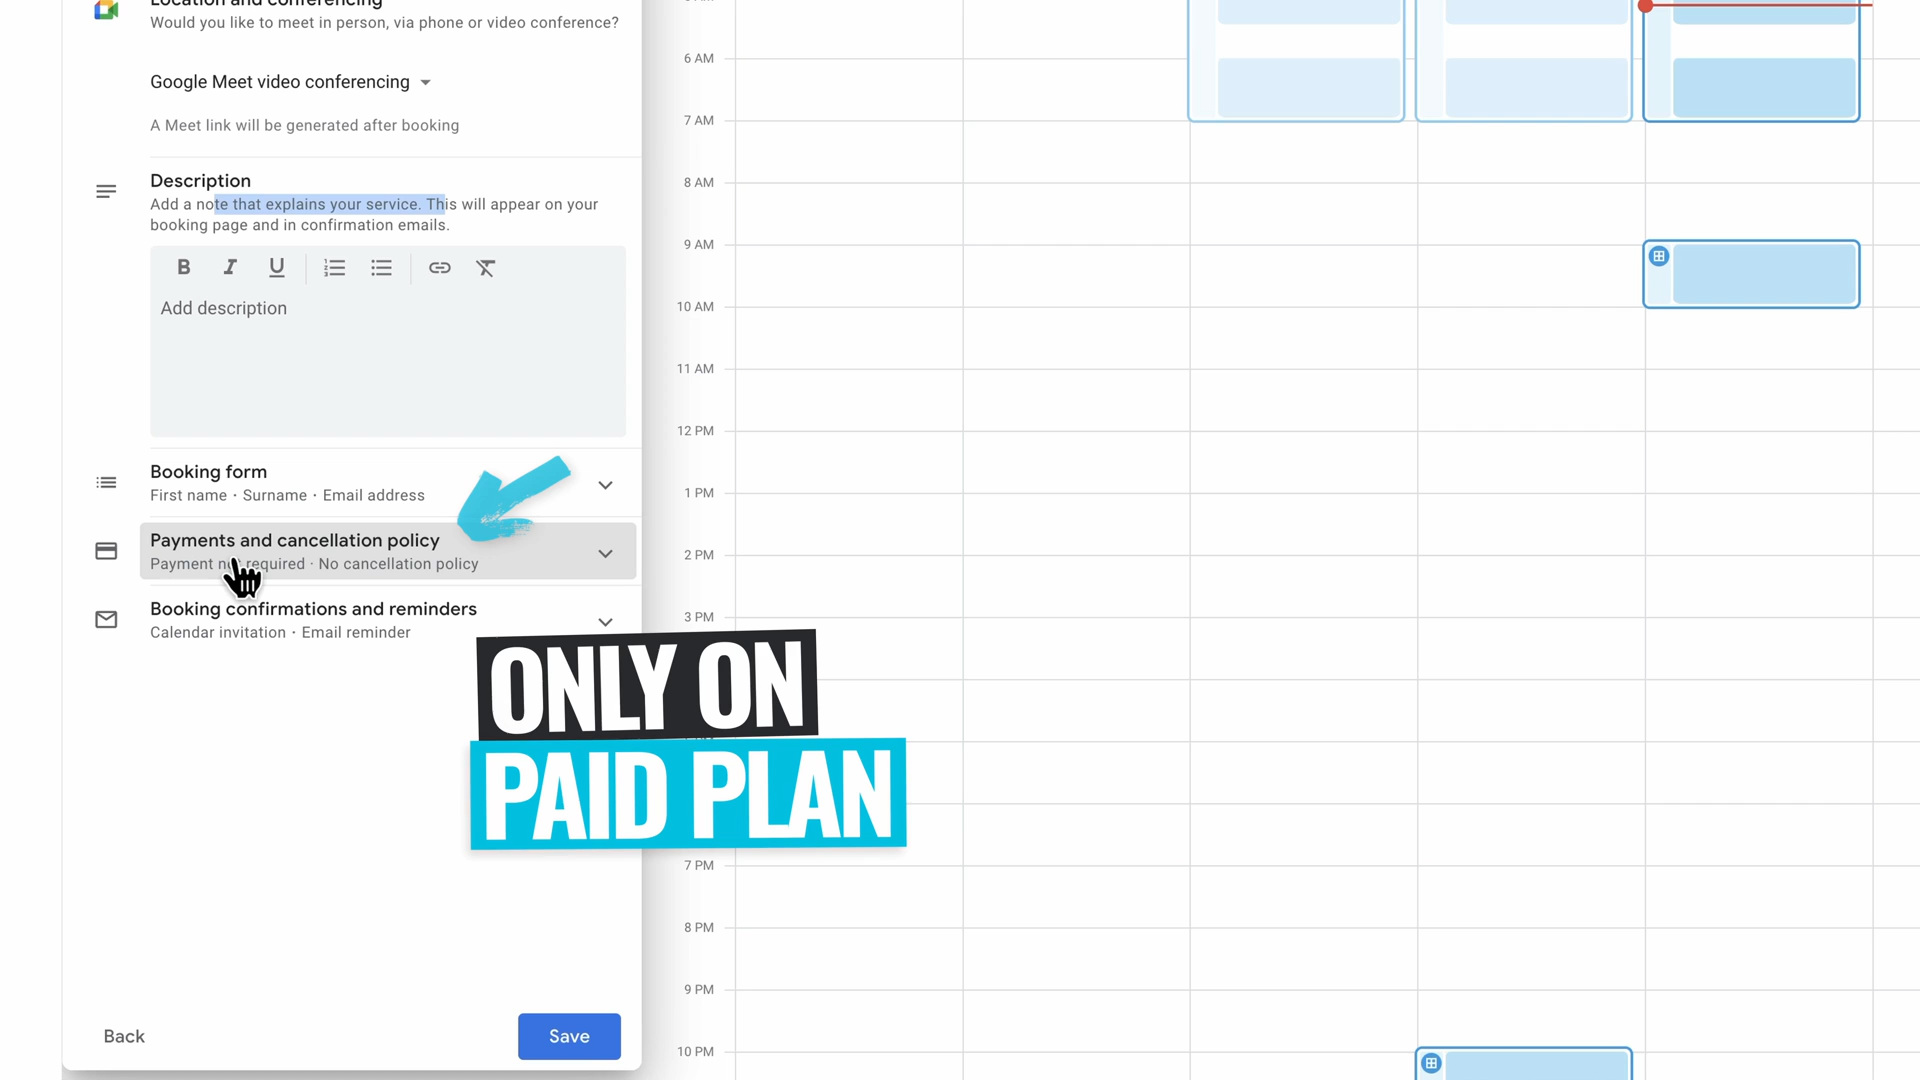 Location and conferencing
Would you like to meet in person, via phone or video conference?
Google Meet video conferencing
A Meet link will be generated after booking
Description
Add a note that explains your service. This will appear on your
booking page and in confirmation emails.
B I U
Add description
Booking form
First name · Surname · Email address
Payments and cancellation policy
Payment not required · No cancellation policy
Booking confirmations and reminders
Calendar invitation · Email reminder
Back
Save
6 AM
7 AM
8 AM
9 AM
10 AM
11 AM
12 PM
1 PM
2 PM
3 PM
7 PM
8 PM
9 PM
10 PM
ONLY ON
PAID PLAN